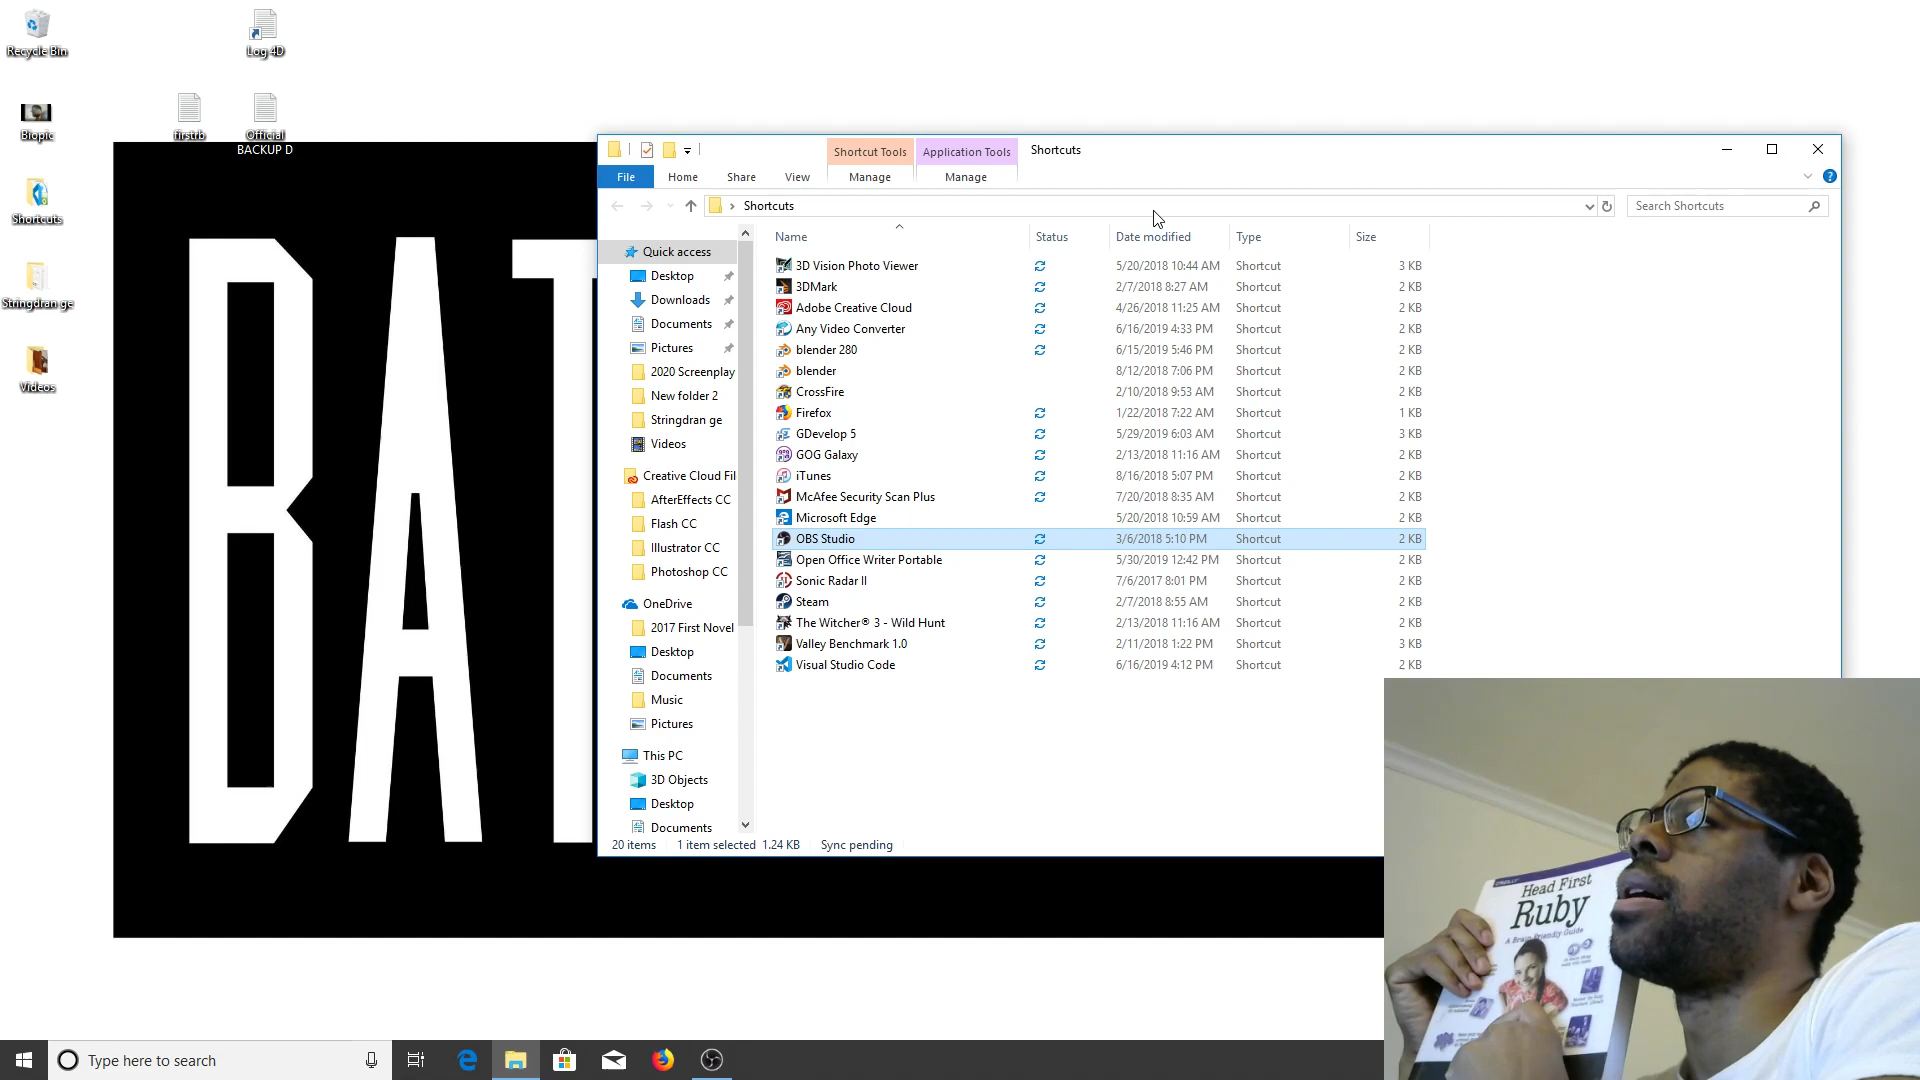 Recycle Bin
Log 4D
Biopic
firstrb
Official
BACKUP D
Shortcuts
Stringdran ge
Videos
BAT
Shortcut Tools
Application Tools
Shortcuts
File
Home
Share
View
Manage
Manage
Shortcuts
Search Shortcuts
Name
Status
Date modified
Type
Size
Quick access
Desktop
Downloads
Documents
Pictures
2020 Screenplay
New folder 2
Stringdran ge
Videos
Creative Cloud Fil
AfterEffects CC
Flash CC
Illustrator CC
Photoshop CC
OneDrive
2017 First Novel
Desktop
Documents
Music
Pictures
This PC
3D Objects
Desktop
Documents
3D Vision Photo Viewer 5/20/2018 10:44 AM Shortcut 3 KB
3DMark 2/7/2018 8:27 AM Shortcut 2 KB
Adobe Creative Cloud 4/26/2018 11:25 AM Shortcut 2 KB
Any Video Converter 6/16/2019 4:33 PM Shortcut 2 KB
blender 280 6/15/2019 5:46 PM Shortcut 2 KB
blender 8/12/2018 7:06 PM Shortcut 2 KB
CrossFire 2/10/2018 9:53 AM Shortcut 2 KB
Firefox 1/22/2018 7:22 AM Shortcut 1 KB
GDevelop 5 5/29/2019 6:03 AM Shortcut 3 KB
GOG Galaxy 2/13/2018 11:16 AM Shortcut 2 KB
iTunes 8/16/2018 5:07 PM Shortcut 2 KB
McAfee Security Scan Plus 7/20/2018 8:35 AM Shortcut 2 KB
Microsoft Edge 5/20/2018 10:59 AM Shortcut 2 KB
OBS Studio 3/6/2018 5:10 PM Shortcut 2 KB
Open Office Writer Portable 5/30/2019 12:42 PM Shortcut 2 KB
Sonic Radar II 7/6/2017 8:01 PM Shortcut 2 KB
Steam 2/7/2018 8:55 AM Shortcut 2 KB
The Witcher® 3 - Wild Hunt 2/13/2018 11:16 AM Shortcut 2 KB
Valley Benchmark 1.0 2/11/2018 1:22 PM Shortcut 3 KB
Visual Studio Code 6/16/2019 4:12 PM Shortcut 2 KB
20 items 1 item selected 1.24 KB Sync pending
O'REILLY
Head First
Ruby
A Brain-Friendly Guide
Type here to search